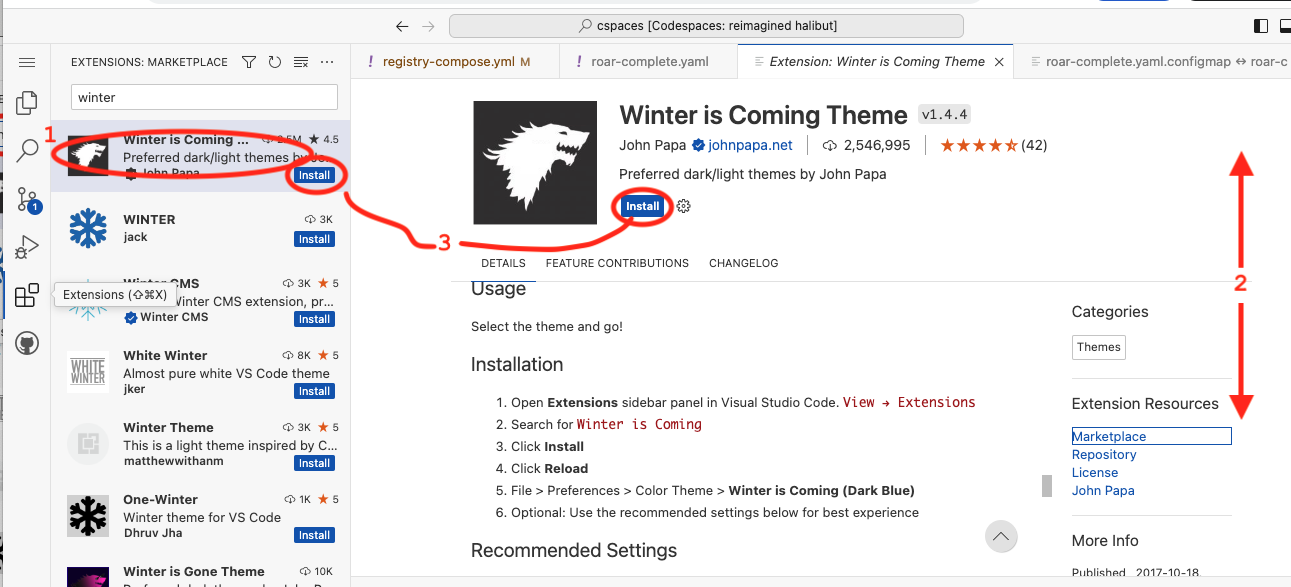 cspaces [Codespaces: reimagined halibut]
EXTENSIONS: MARKETPLACE
! registry-compose.yml M
! roar-complete.yaml
Extension: Winter is Coming Theme
roar-complete.yaml.configmap ↔ roar-c
winter
1
Winter is Coming ... 2.5M ★ 4.5
Preferred dark/light themes by Jo...
John Papa
Install
WINTER 3K
jack
Install
Winter CMS 3K ★ 5
Winter CMS extension, pr...
Winter CMS
Install
Extensions (⇧⌘X)
1
White Winter 8K ★ 5
Almost pure white VS Code theme
jker
Install
WHITE
WINTER
Winter Theme 3K ★ 5
This is a light theme inspired by C...
matthewwithanm
Install
One-Winter 1K ★ 5
Winter theme for VS Code
Dhruv Jha
Install
Winter is Gone Theme 10K
3
Winter is Coming Theme v1.4.4
John Papa johnpapa.net 2,546,995 ★★★★ (42)
Preferred dark/light themes by John Papa
Install
DETAILS FEATURE CONTRIBUTIONS CHANGELOG
Usage
Select the theme and go!
Installation
1. Open Extensions sidebar panel in Visual Studio Code. View → Extensions
2. Search for Winter is Coming
3. Click Install
4. Click Reload
5. File > Preferences > Color Theme > Winter is Coming (Dark Blue)
6. Optional: Use the recommended settings below for best experience
Recommended Settings
2
Categories
Themes
Extension Resources
Marketplace
Repository
License
John Papa
More Info
Published 2017-10-18,